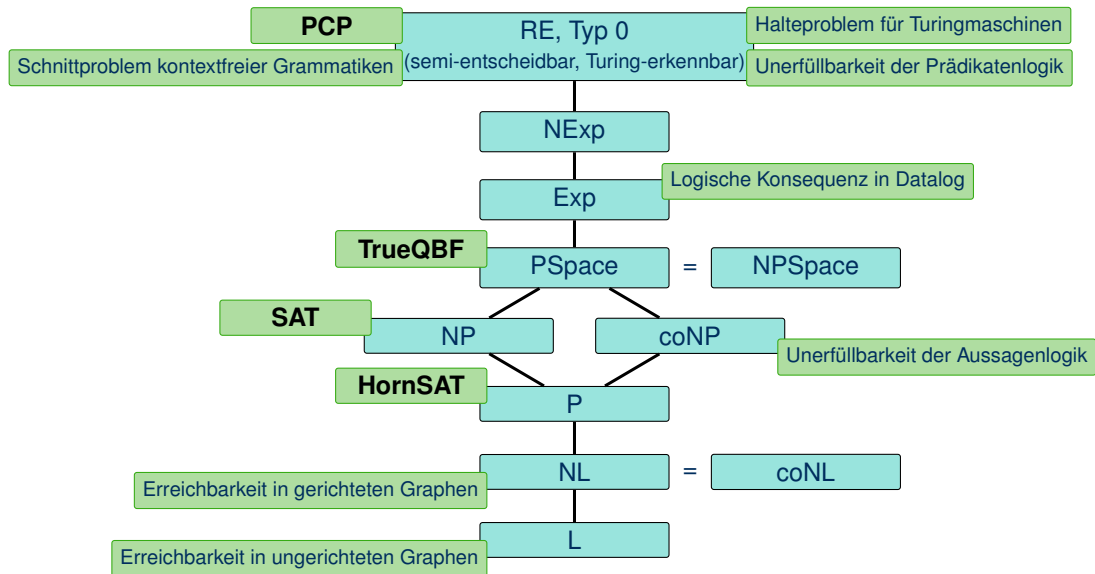 PCP
RE, Typ 0
Halteproblem für Turingmaschinen
Schnittproblem kontextfreier Grammatiken
(semi-entscheidbar, Turing-erkennbar)
Unerfüllbarkeit der Prädikatenlogik
NExp
Logische Konsequenz in Datalog
Exp
TrueQBF
PSpace = NPSpace
SAT
NP
coNP
Unerfüllbarkeit der Aussagenlogik
HornSAT
P
NL = coNL
Erreichbarkeit in gerichteten Graphen
L
Erreichbarkeit in ungerichteten Graphen